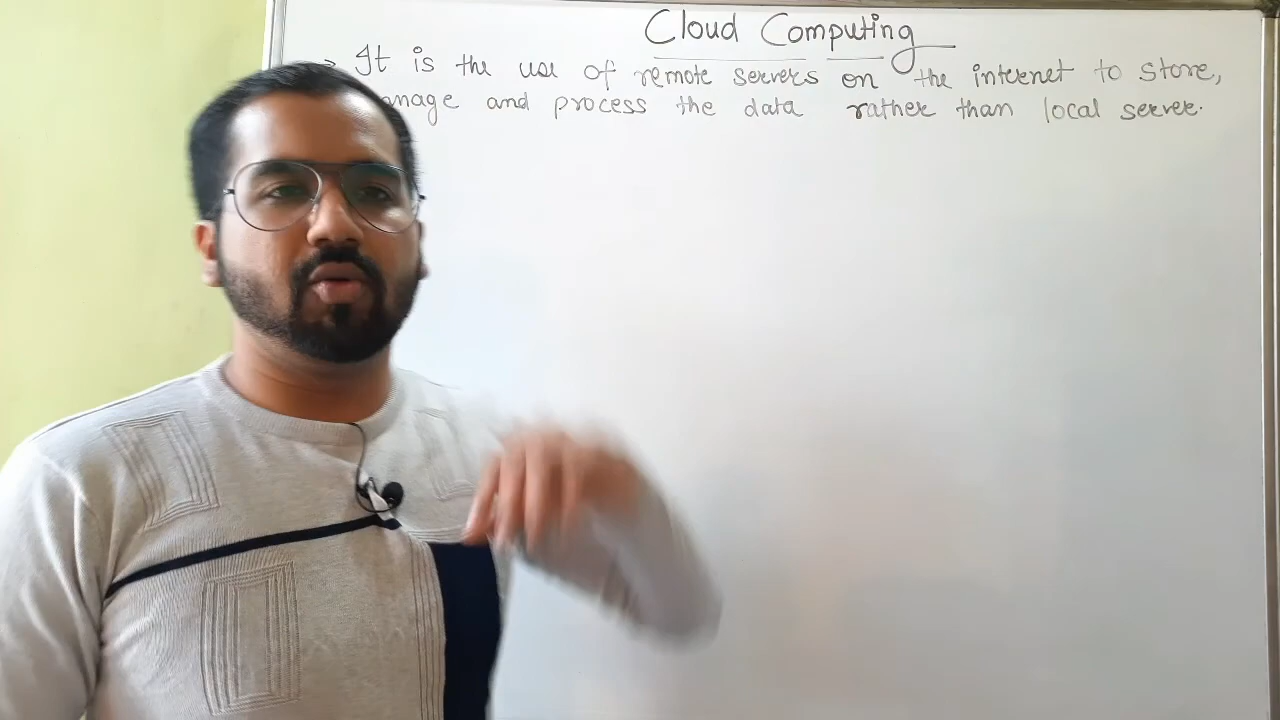 Cloud Computing
→ It is the use of remote servers on the internet to store,
anage and process the data rather than local server.